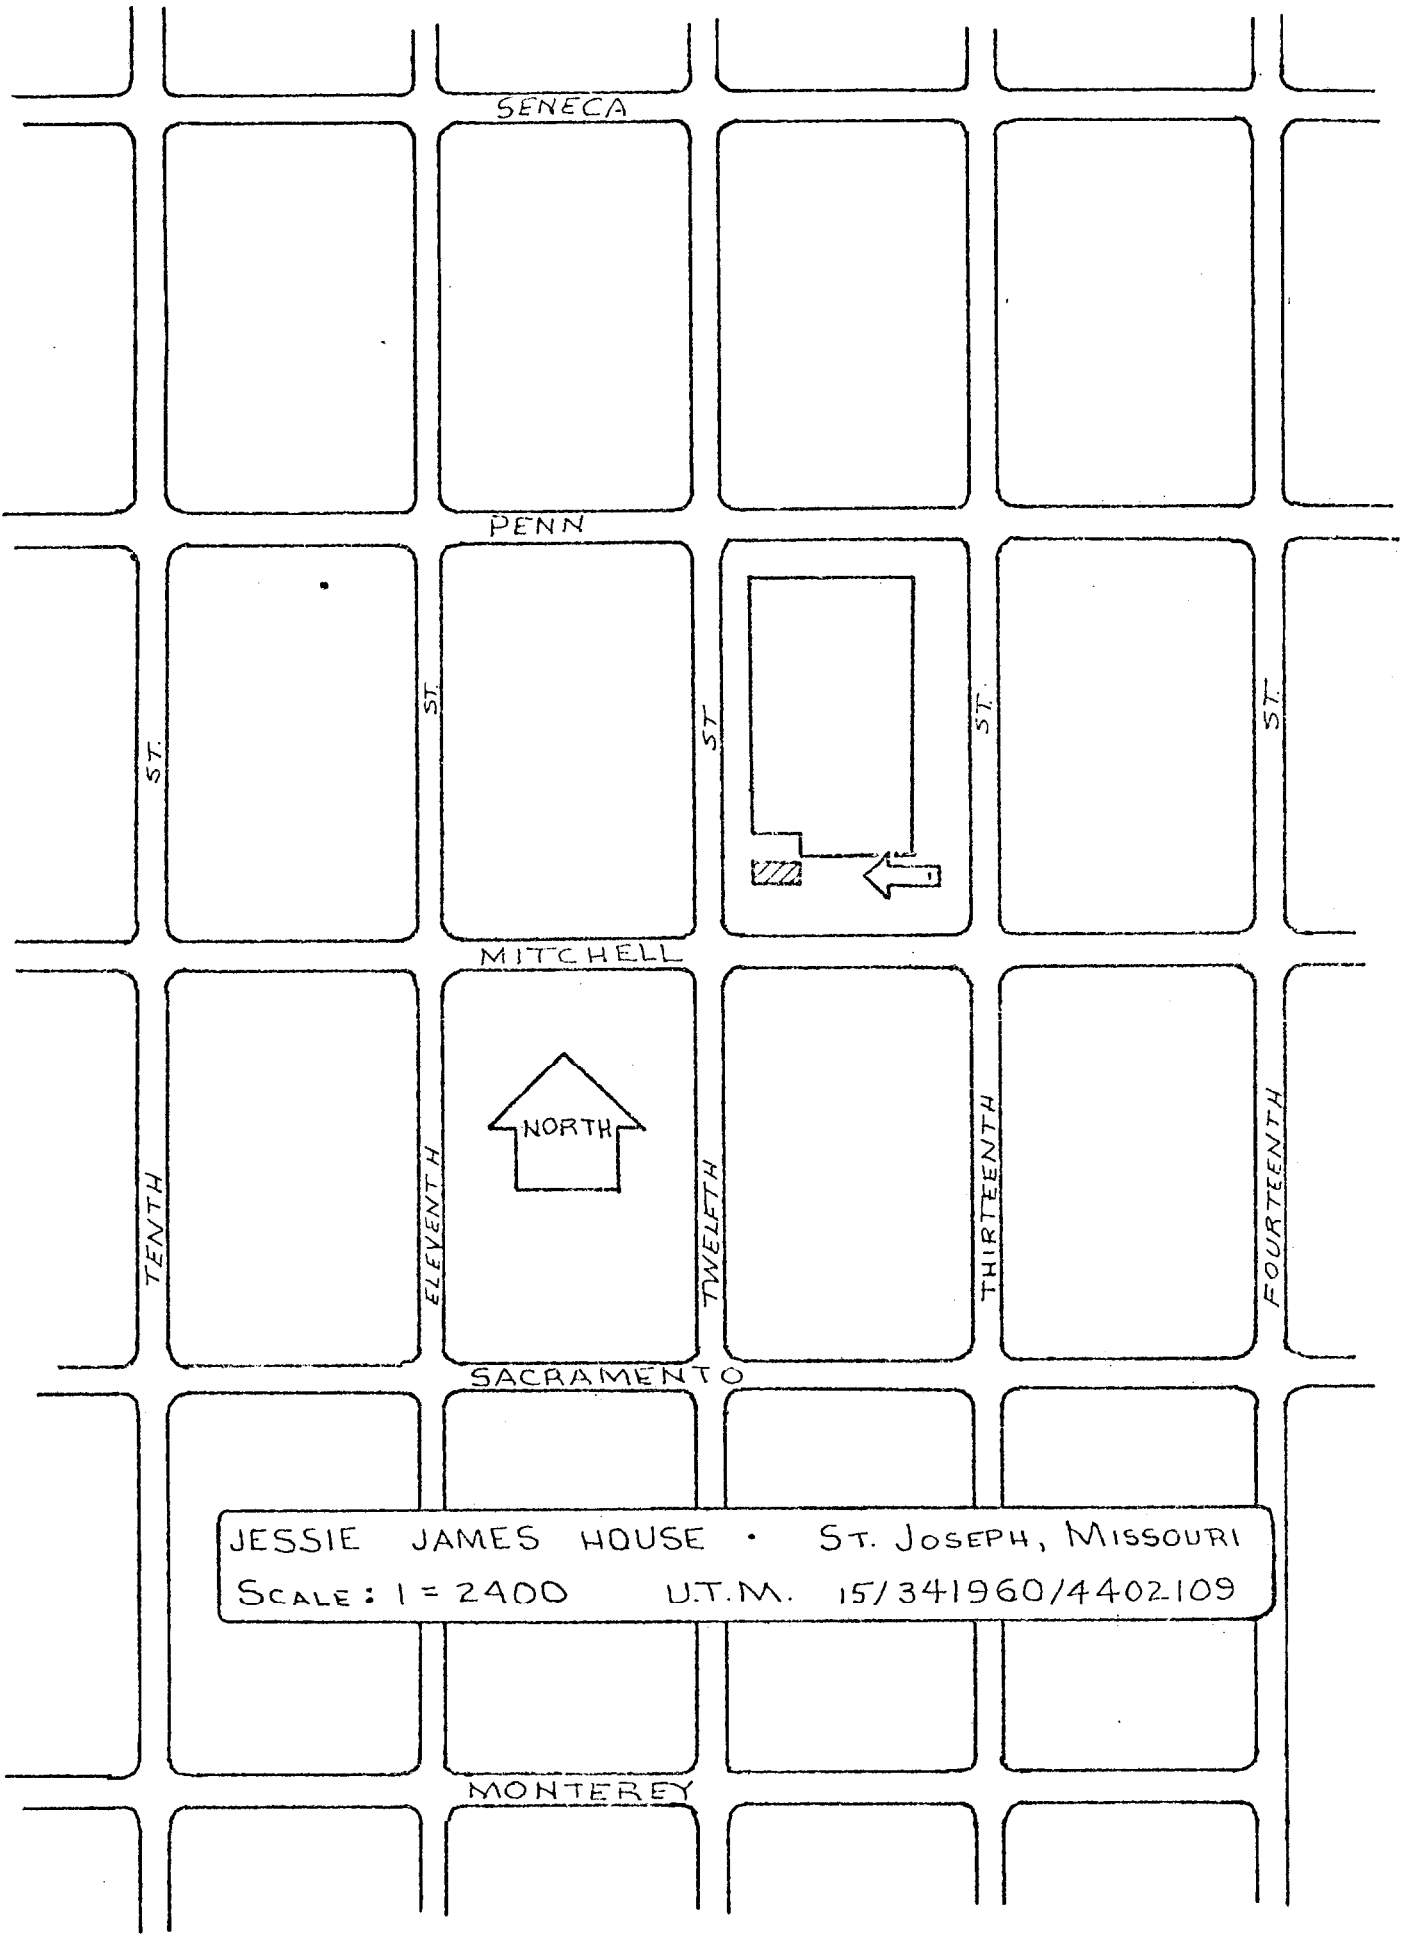 SENECA
PENN
ST.
ST.
ST
ST.
ST.
MITCHELL
NORTH
TENTH
ELEVENTH
TWELFTH
THIRTEENTH
FOURTEENTH
SACRAMENTO
JESSIE JAMES HOUSE • ST. JOSEPH, MISSOURI
SCALE: 1 = 2400 U.T.M. 15/341960/4402109
MONTEREY